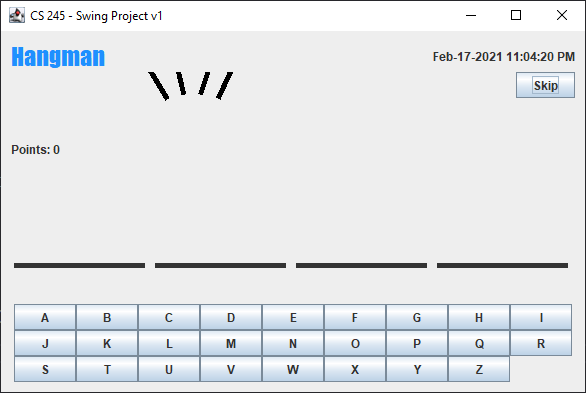 CS 245 - Swing Project v1
Hangman
Feb-17-2021 11:04:20 PM
Skip
Points: 0
A B C D E F G H I
J K L M N O P Q R
S T U V W X Y Z